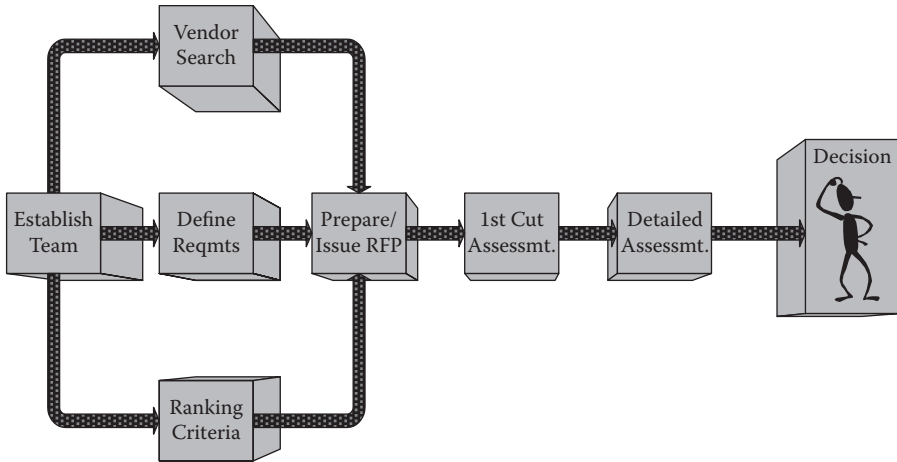 Vendor
Search
Establish
Team
Define
Reqmts
Prepare/
Issue RFP
1st Cut
Assessmt.
Detailed
Assessmt.
Decision
Ranking
Criteria